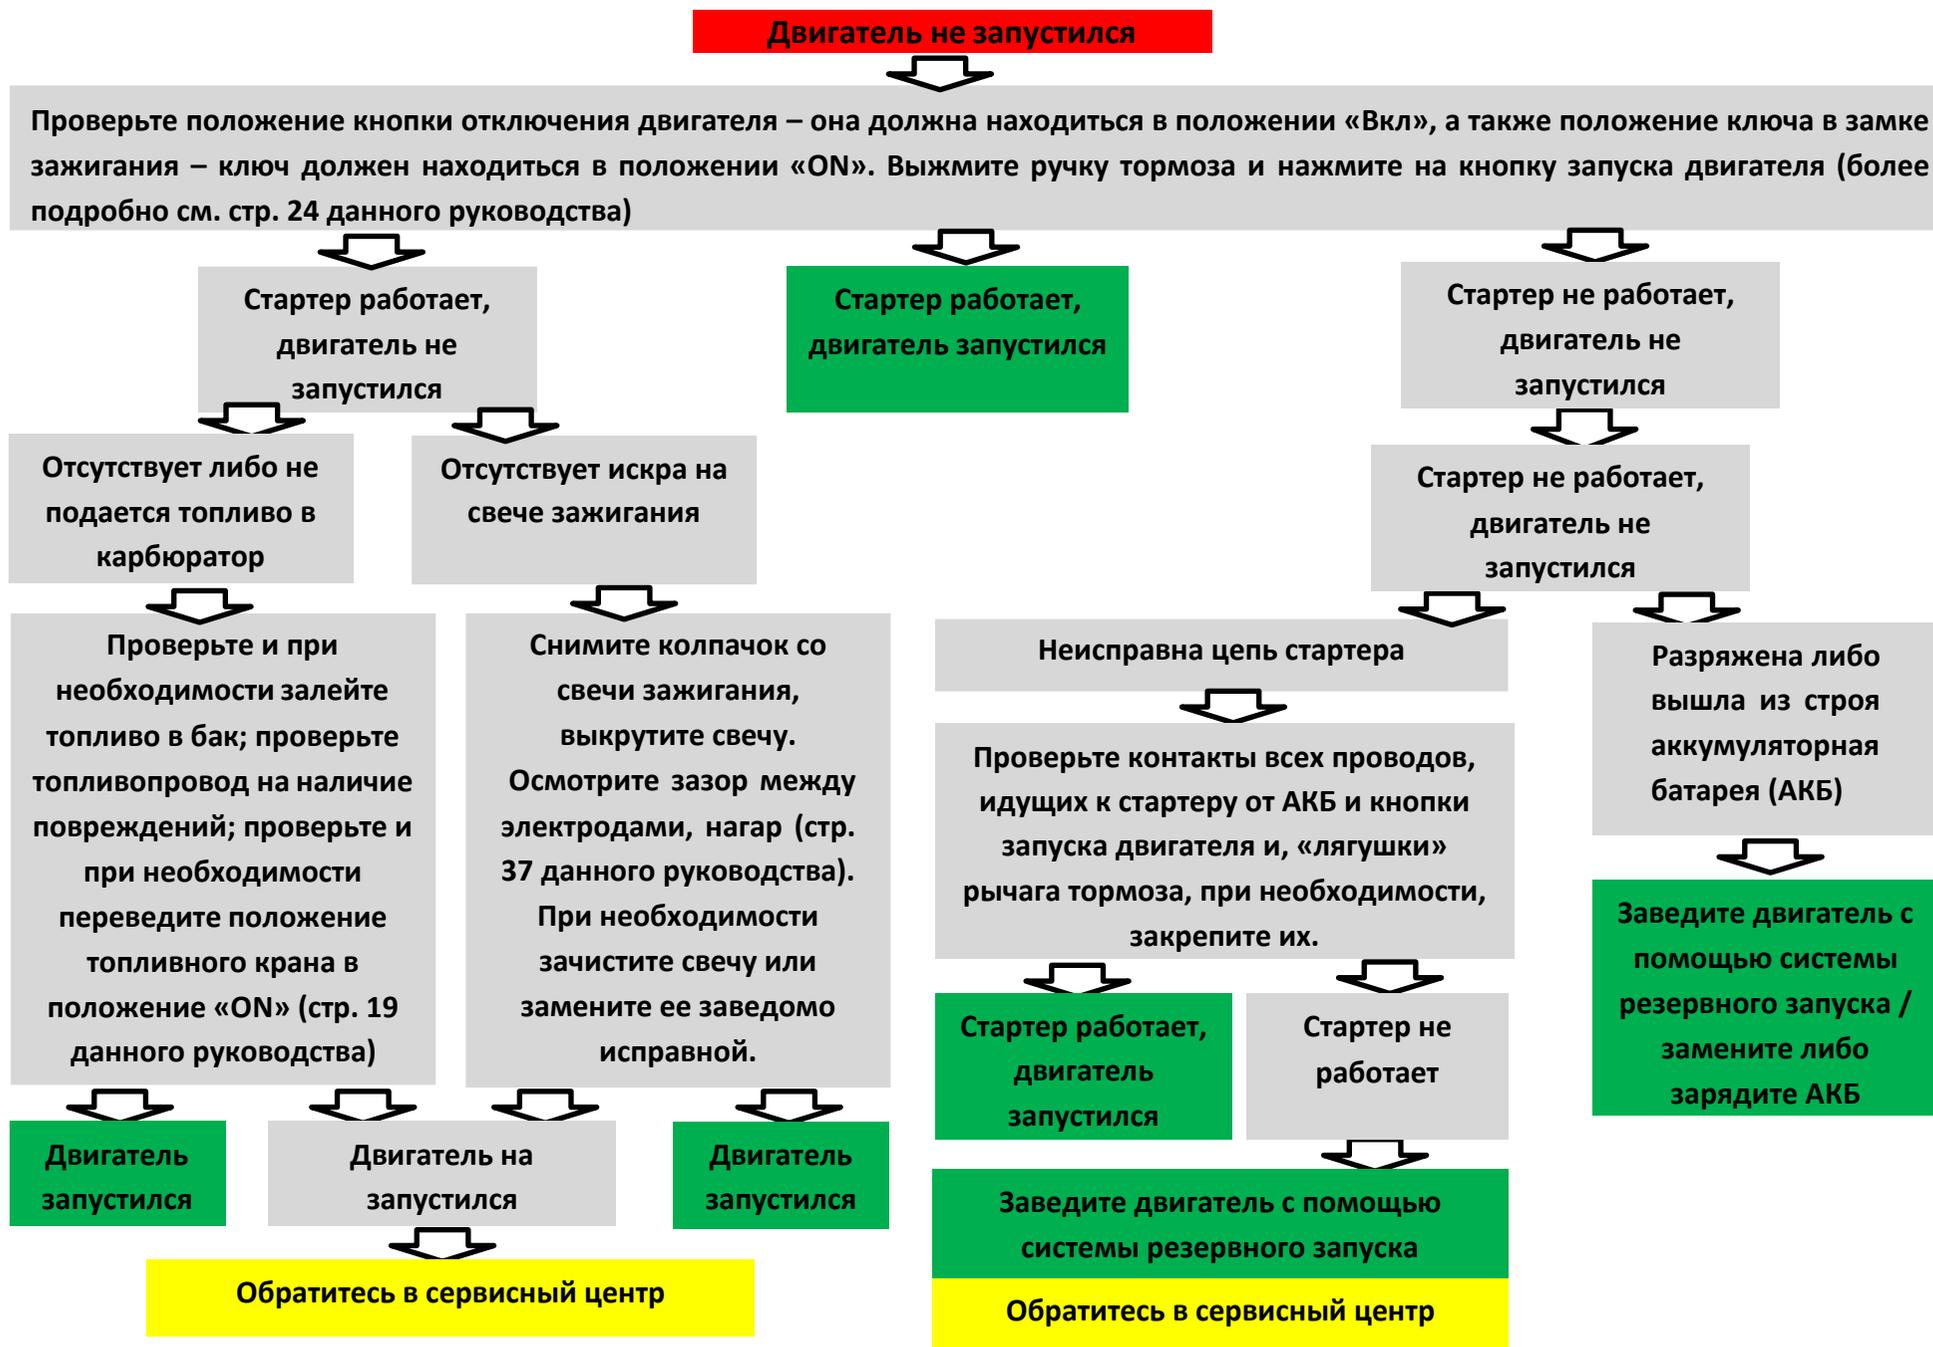 Двигатель не запустился
Проверьте положение кнопки отключения двигателя – она должна находиться в положении «Вкл», а также положение ключа в замке
зажигания – ключ должен находиться в положении «ON». Выжмите ручку тормоза и нажмите на кнопку запуска двигателя (более
подробно см. стр. 24 данного руководства)
Стартер работает,
двигатель не
запустился
Стартер работает,
двигатель запустился
Стартер не работает,
двигатель не
запустился
Отсутствует либо не
подается топливо в
карбюратор
Отсутствует искра на
свече зажигания
Стартер не работает,
двигатель не
запустился
Проверьте и при
необходимости залейте
топливо в бак; проверьте
топливопровод на наличие
повреждений; проверьте и
при необходимости
переведите положение
топливного крана в
положение «ON» (стр. 19
данного руководства)
Снимите колпачок со
свечи зажигания,
выкрутите свечу.
Осмотрите зазор между
электродами, нагар (стр.
37 данного руководства).
При необходимости
зачистите свечу или
замените ее заведомо
исправной.
Неисправна цепь стартера
Разряжена либо
вышла из строя
аккумуляторная
батарея (АКБ)
Проверьте контакты всех проводов,
идущих к стартеру от АКБ и кнопки
запуска двигателя и, «лягушки»
рычага тормоза, при необходимости,
закрепите их.
Заведите двигатель с
помощью системы
резервного запуска /
замените либо
зарядите АКБ
Стартер работает,
двигатель
запустился
Стартер не
работает
Двигатель
запустился
Двигатель на
запустился
Двигатель
запустился
Заведите двигатель с помощью
системы резервного запуска
Обратитесь в сервисный центр
Обратитесь в сервисный центр